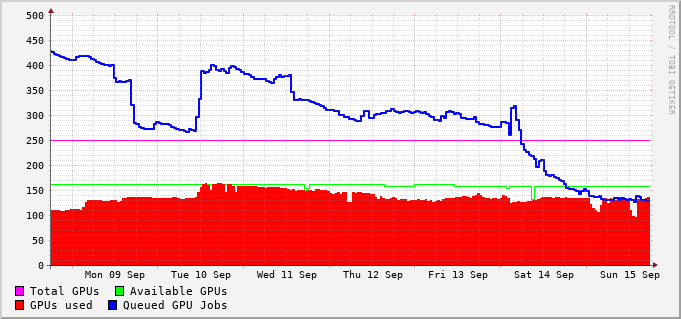 RRDTOOL / TOBI OETIKER
500
450
400
350
300
250
200
150
100
50
0
Mon 09 Sep Tue 10 Sep Wed 11 Sep Thu 12 Sep Fri 13 Sep Sat 14 Sep Sun 15 Sep
Total GPUs Available GPUs
GPUs used Queued GPU Jobs